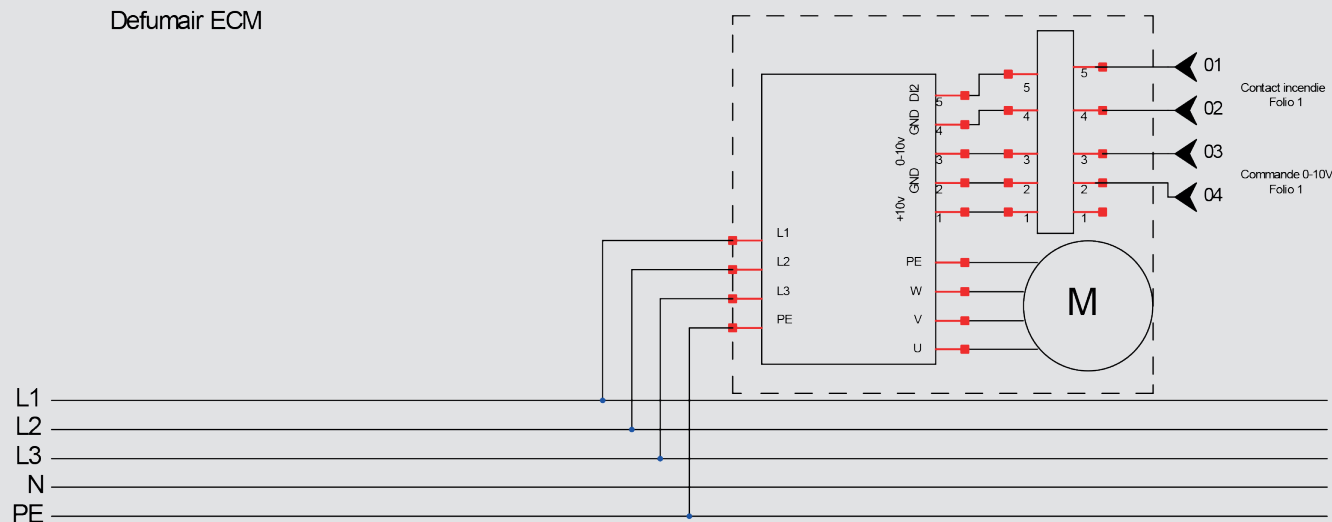 Defumair ECM
DI2
5
GND
4
0-10v
3
GND
2
+10v
1
5
4
3
2
1
5
4
3
2
1
01
02
03
04
Contact incendie
Folio 1
Commande 0-10V
Folio 1
L1
L2
L3
PE
PE
W
V
U
M
L1
L2
L3
N
PE